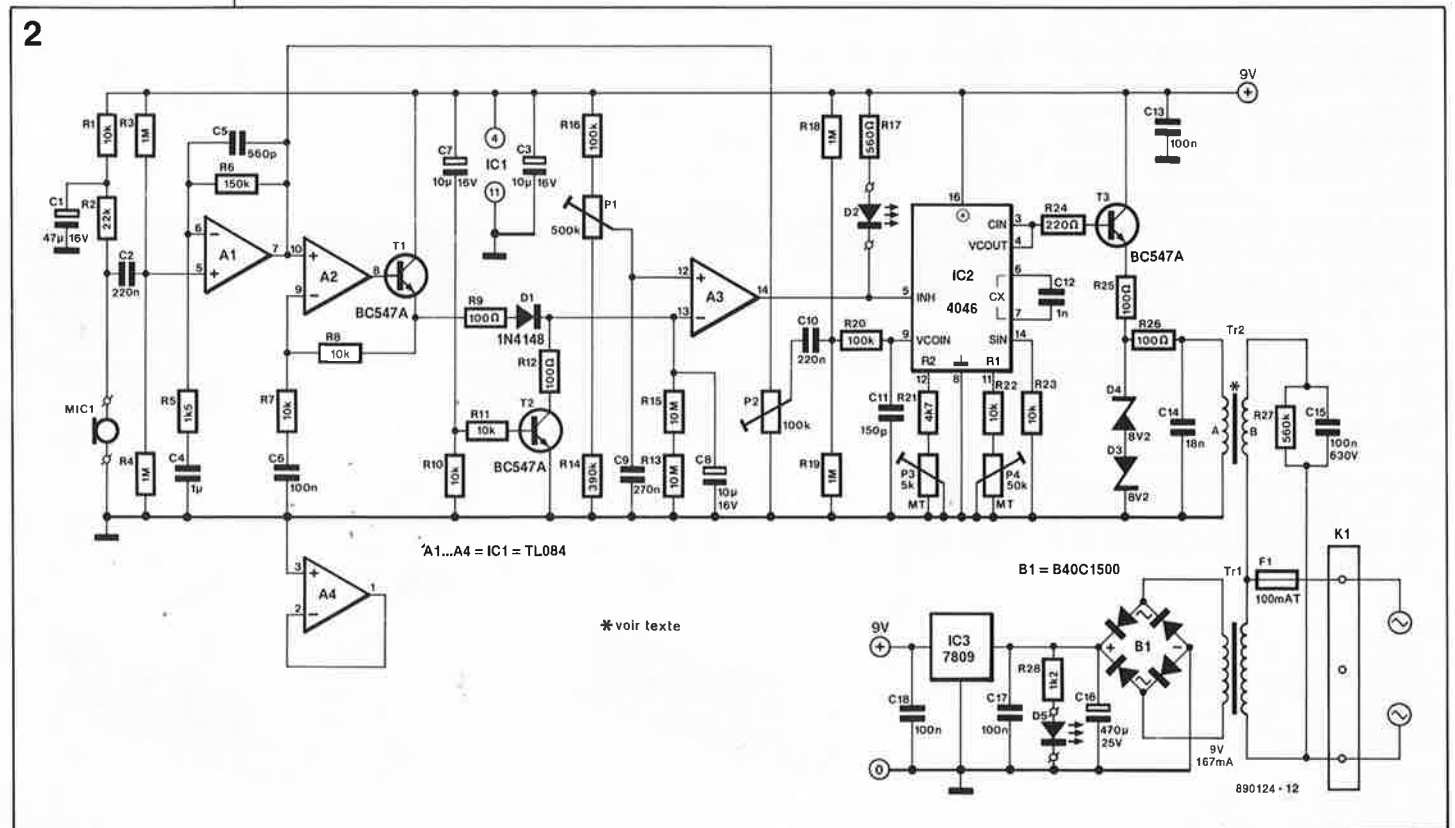 2
9V
R1
10k
R3
1M
C5
560p
R6
150k
C1
47µ 16V
R2
22k
C2
220n
6
5
7
A1
10
9
8
A2
T1
BC547A
C7
10µ 16V
4
IC1
11
C3
10µ 16V
R16
100k
P1
500k
R18
1M
R17
560Ω
D2
16
CIN
3
VCOUT
4
R24
220Ω
T3
BC547A
C13
100n
IC2
4046
6
CX
7
C12
1n
5
INH
9
VCOIN
SIN
14
R2
R1
12
8
11
R25
100Ω
R26
100Ω
Tr2
*
A
B
R9
100Ω
D1
1N4148
R8
10k
12
13
14
A3
C10
220n
R20
100k
R12
100Ω
T2
BC547A
R11
10k
R10
10k
R7
10k
C6
100n
R5
1k5
C4
1µ
MIC1
R4
1M
R14
390k
C9
270n
R15
10M
R13
10M
C8
10µ
16V
P2
100k
R19
1M
C11
150p
R21
4k7
P3
5k
MT
R22
10k
P4
50k
MT
R23
10k
D4
8V2
D3
8V2
C14
18n
R27
560k
C15
100n
630V
A1...A4 = IC1 = TL084
3
2
1
A4
* voir texte
B1 = B40C1500
Tr1
F1
100mAT
K1
9V
IC3
7809
B1
R28
1k2
D5
C18
100n
C17
100n
C16
470µ
25V
0
9V
167mA
890124 - 12